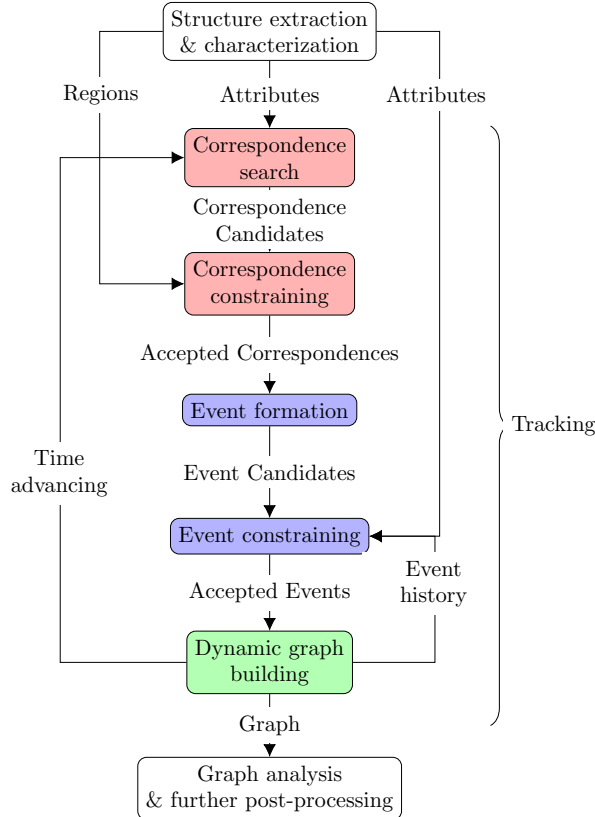 Structure extraction
& characterization
Regions
Attributes
Attributes
Correspondence
search
Correspondence
Candidates
Correspondence
constraining
Accepted Correspondences
Event formation
Tracking
Time
advancing
Event Candidates
Event constraining
Event
history
Accepted Events
Dynamic graph
building
Graph
Graph analysis
& further post-processing